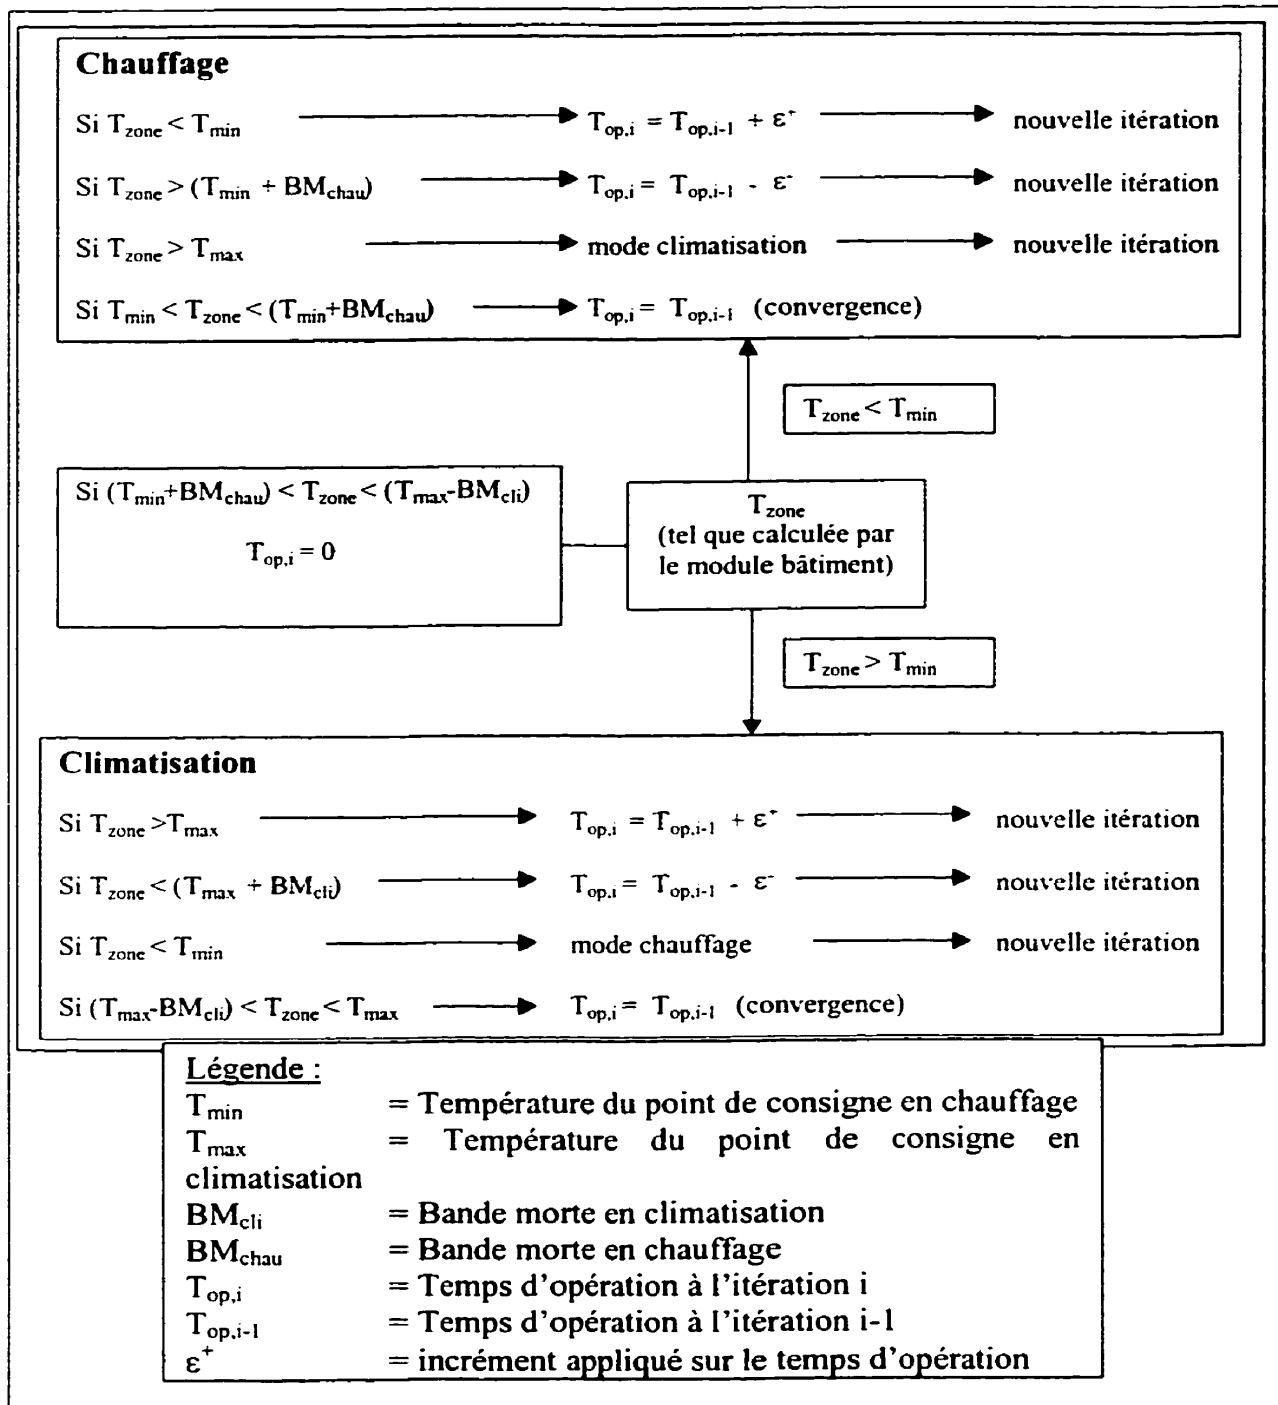 Chauffage
Si T_zone < T_min → T_op,i = T_op,i-1 + ε⁺ → nouvelle itération
Si T_zone > (T_min + BM_chau) → T_op,i = T_op,i-1 - ε⁻ → nouvelle itération
Si T_zone > T_max → mode climatisation → nouvelle itération
Si T_min < T_zone < (T_min+BM_chau) → T_op,i = T_op,i-1 (convergence)
T_zone < T_min
Si (T_min+BM_chau) < T_zone < (T_max-BM_cli)
T_op,i = 0
T_zone
(tel que calculée par
le module bâtiment)
T_zone > T_min
Climatisation
Si T_zone >T_max → T_op,i = T_op,i-1 + ε⁺ → nouvelle itération
Si T_zone < (T_max + BM_cli) → T_op,i = T_op,i-1 - ε⁻ → nouvelle itération
Si T_zone < T_min → mode chauffage → nouvelle itération
Si (T_max-BM_cli) < T_zone < T_max → T_op,i = T_op,i-1 (convergence)
Légende :
T_min = Température du point de consigne en chauffage
T_max = Température du point de consigne en
climatisation
BM_cli = Bande morte en climatisation
BM_chau = Bande morte en chauffage
T_op,i = Temps d'opération à l'itération i
T_op,i-1 = Temps d'opération à l'itération i-1
ε⁺ = incrément appliqué sur le temps d'opération